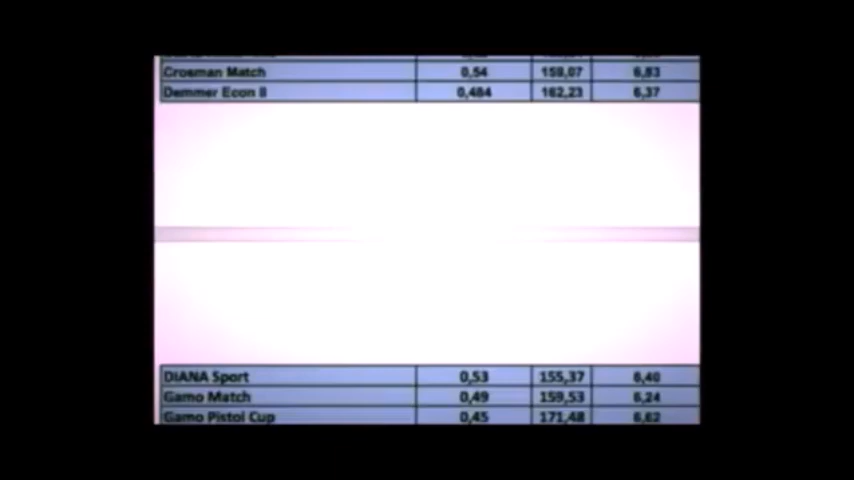 Crosman Match 0,54 159,07 6,83
Demmer Econ II 0,484 162,23 6,37
DIANA Sport 0,53 155,37 6,40
Gamo Match 0,49 159,53 6,24
Gamo Pistol Cup 0,45 171,48 6,62